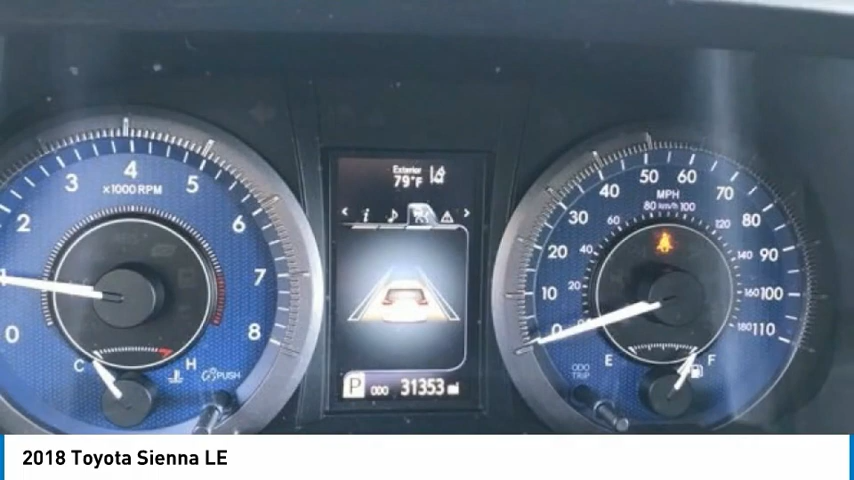 0 1 2 3 4 5 6 7 8
×1000 RPM
C H
PUSH
Exterior
79°F
P ODO 31353 mi
0 10 20 30 40 50 60 70 80 90 100 110
MPH
km/h
20 40 60 80 100 120 140 160 180
E F
ODO
TRIP
2018 Toyota Sienna LE